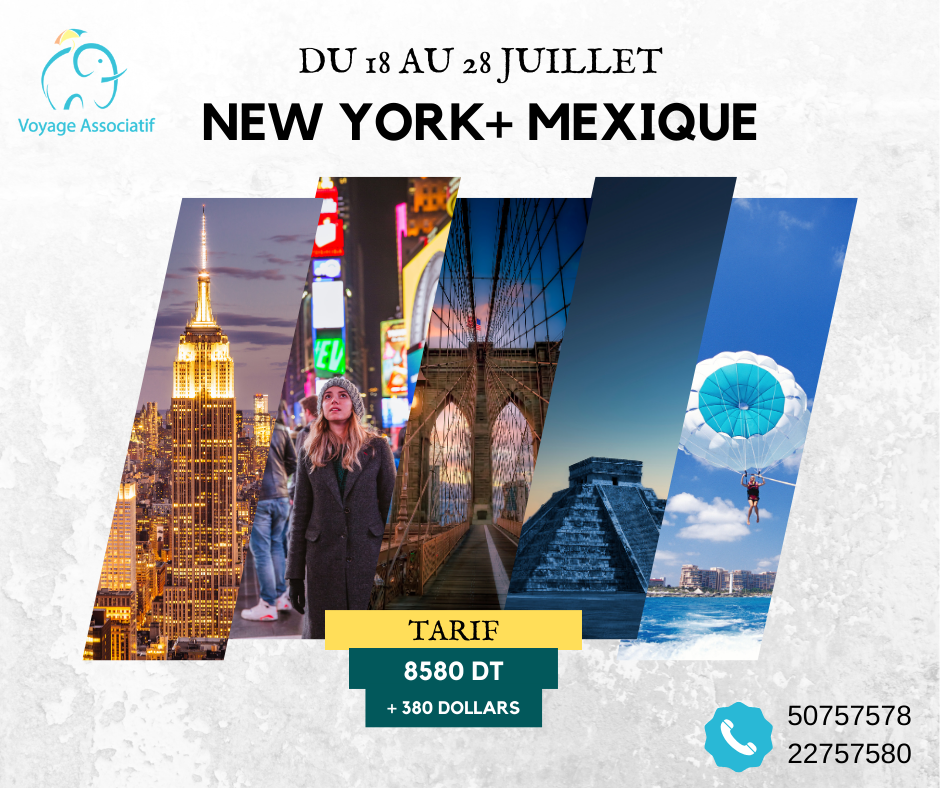 Voyage Associatif
DU 18 AU 28 JUILLET
NEW YORK+ MEXIQUE
TARIF
8580 DT
+ 380 DOLLARS
50757578
22757580